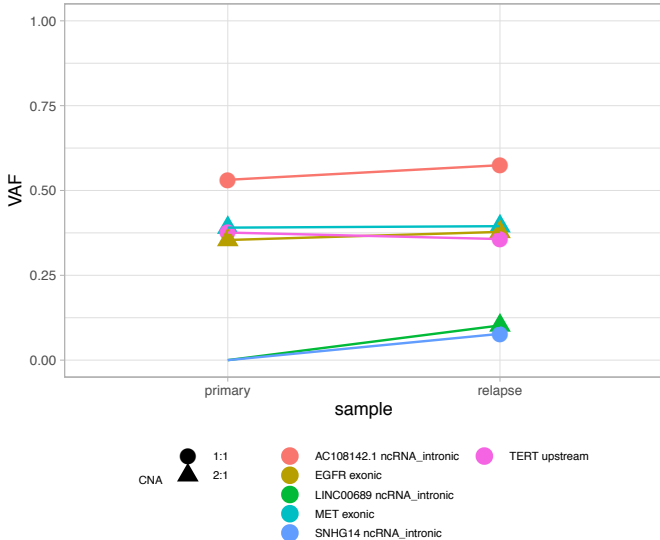 1.00
0.75
0.50
0.25
0.00
VAF
primary relapse
sample
CNA
1:1
2:1
AC108142.1 ncRNA_intronic
EGFR exonic
LINC00689 ncRNA_intronic
MET exonic
SNHG14 ncRNA_intronic
TERT upstream